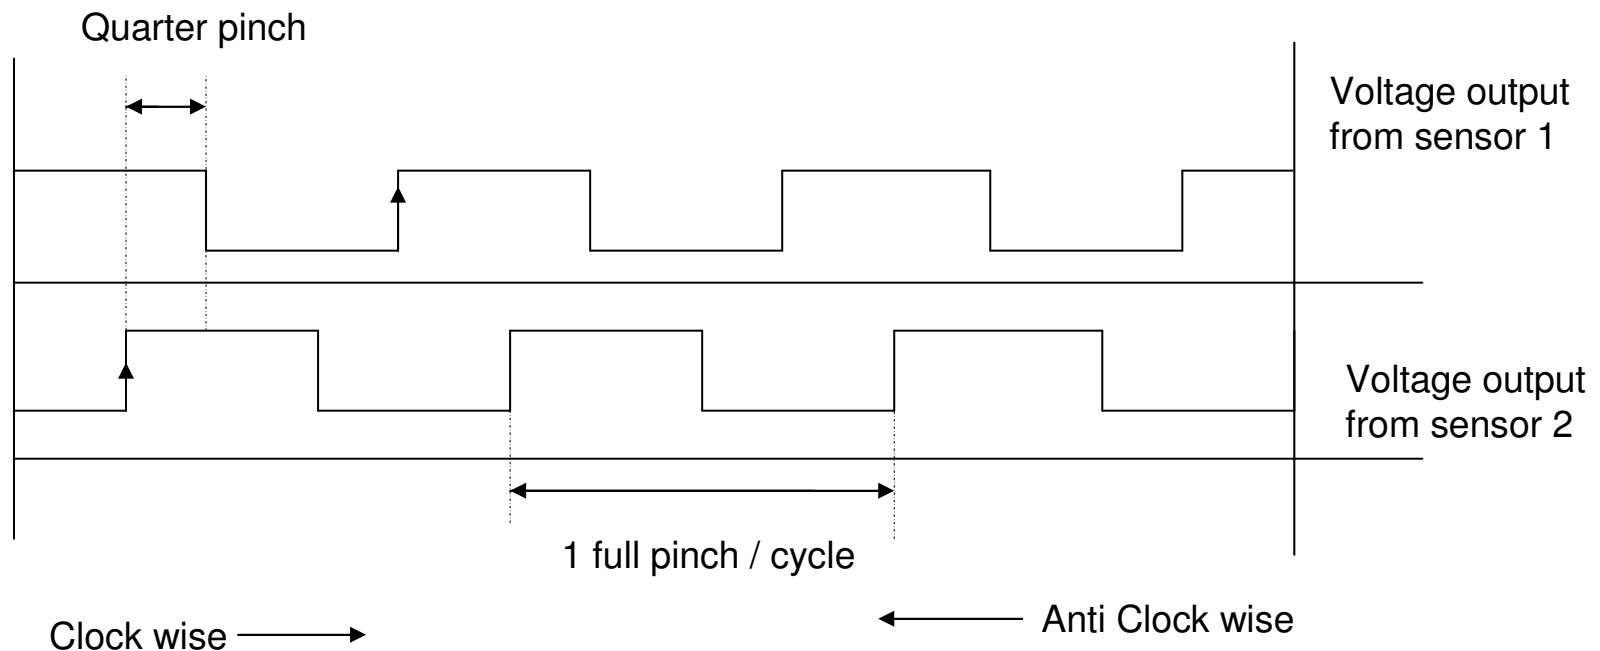 Quarter pinch
Voltage output
from sensor 1
Voltage output
from sensor 2
1 full pinch / cycle
Clock wise
Anti Clock wise